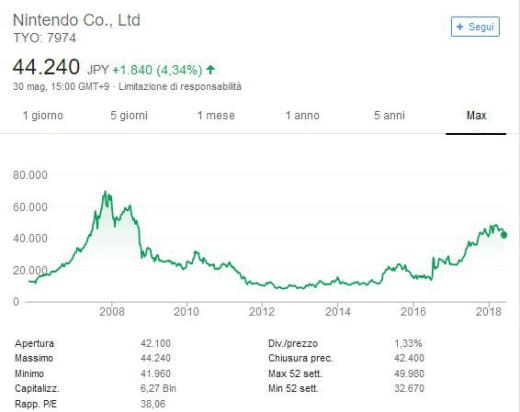 Nintendo Co., Ltd
TYO: 7974
+ Segui
44.240 JPY +1.840 (4,34%) ↑
30 mag, 15:00 GMT+9 · Limitazione di responsabilità
1 giorno 5 giorni 1 mese 1 anno 5 anni Max
80.000
60.000
40.000
20.000
0
2008 2010 2012 2014 2016 2018
Apertura 42.100 Div./prezzo 1,33%
Massimo 44.240 Chiusura prec. 42.400
Minimo 41.960 Max 52 sett. 49.980
Capitalizz. 6,27 Bln Min 52 sett. 32.670
Rapp. P/E 38,06